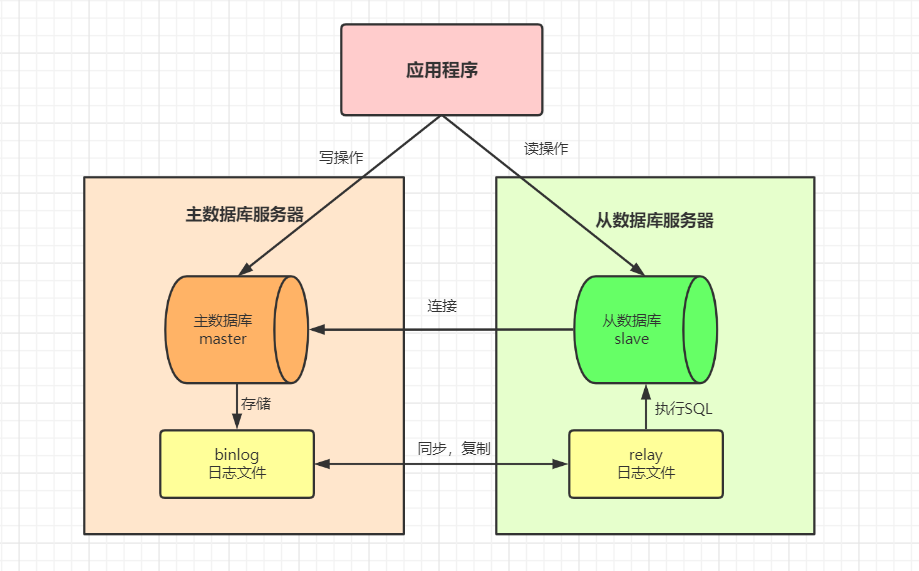 应用程序
写操作
读操作
主数据库服务器
从数据库服务器
主数据库
master
连接
从数据库
slave
存储
执行SQL
binlog
日志文件
同步，复制
relay
日志文件